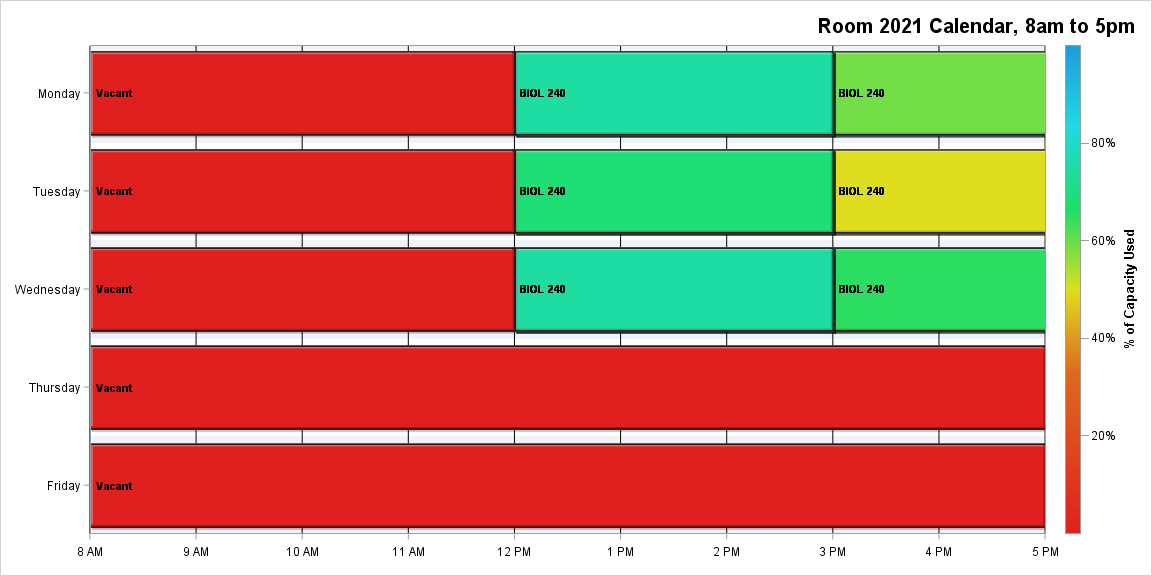 Room 2021 Calendar, 8am to 5pm
Monday
Vacant
BIOL 240
BIOL 240
Tuesday
Vacant
BIOL 240
BIOL 240
Wednesday
Vacant
BIOL 240
BIOL 240
Thursday
Vacant
Friday
Vacant
8 AM
9 AM
10 AM
11 AM
12 PM
1 PM
2 PM
3 PM
4 PM
5 PM
80%
60%
40%
20%
% of Capacity Used